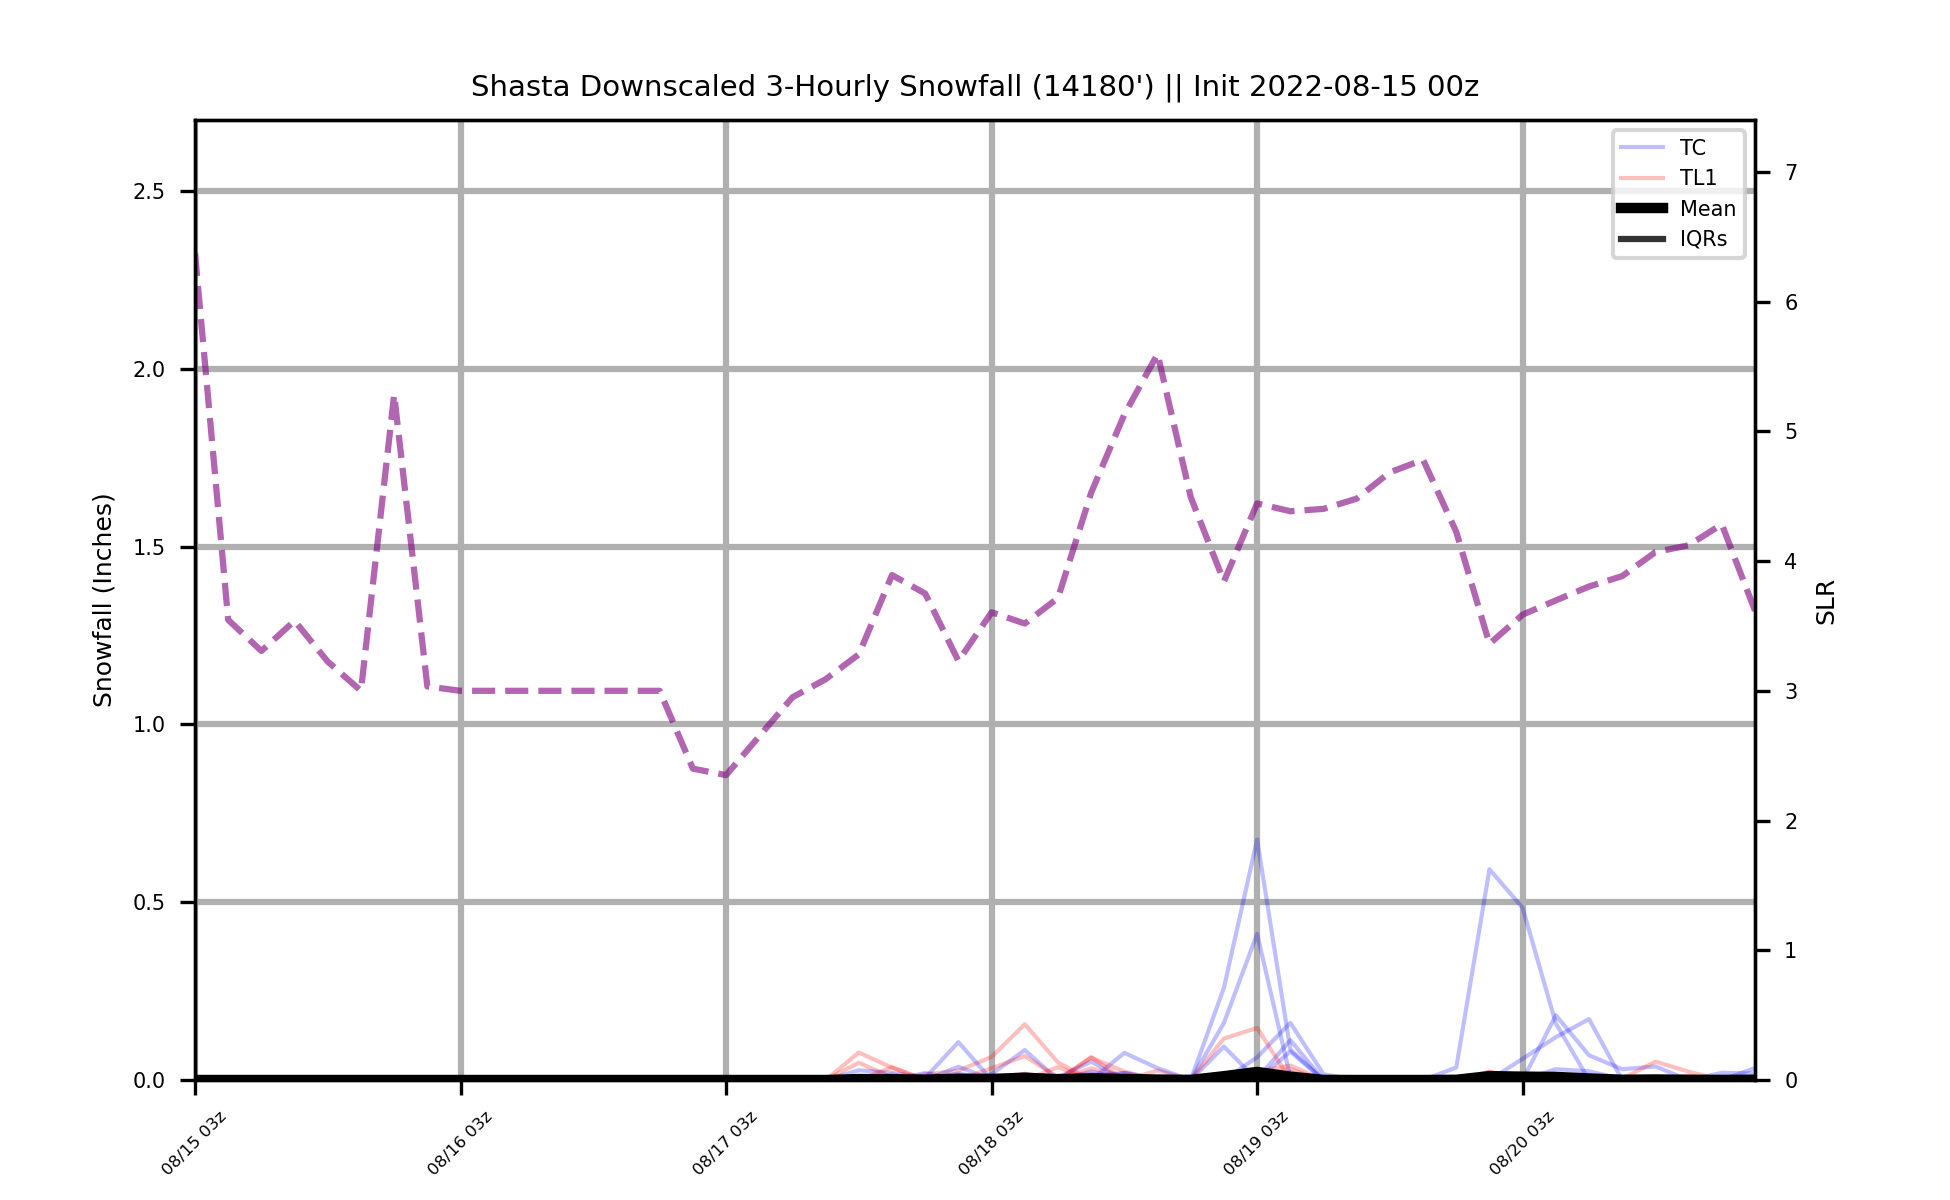 Shasta Downscaled 3-Hourly Snowfall (14180') || Init 2022-08-15 00z
TC
TL1
Mean
IQRs
Snowfall (Inches)
2.5
2.0
1.5
1.0
0.5
0.0
7
6
5
4
3
2
1
0
SLR
08/15 03z
08/16 03z
08/17 03z
08/18 03z
08/19 03z
08/20 03z